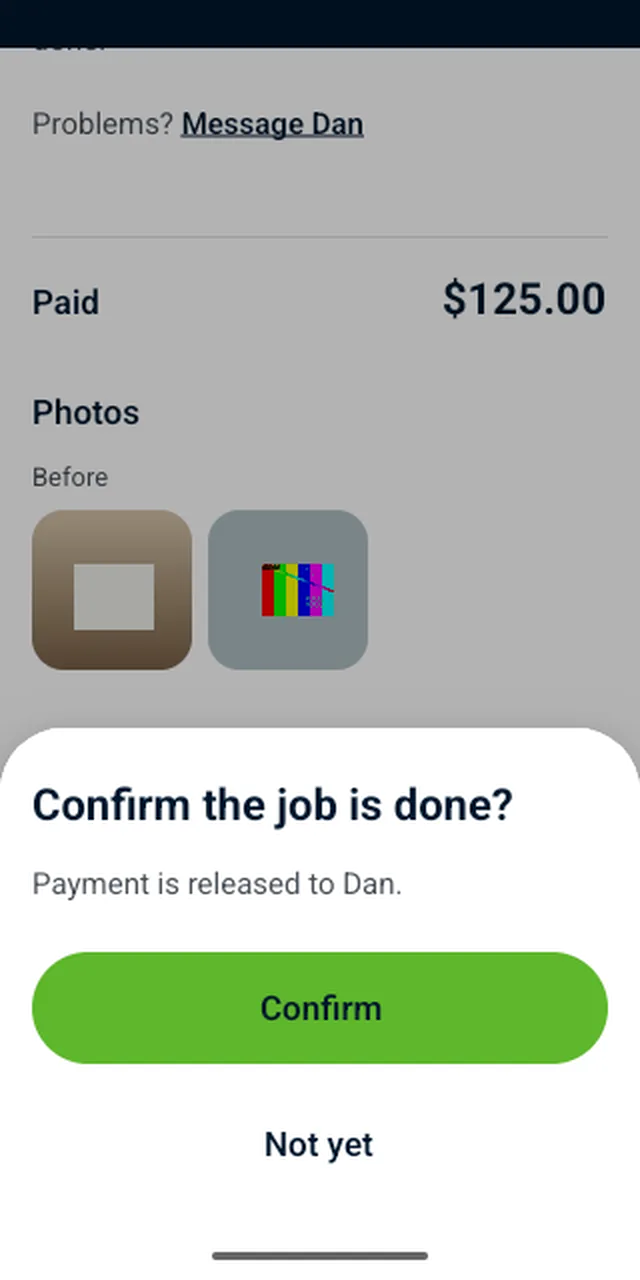 Problems? Message Dan
Paid
$125.00
Photos
Before
Confirm the job is done?
Payment is released to Dan.
Confirm
Not yet